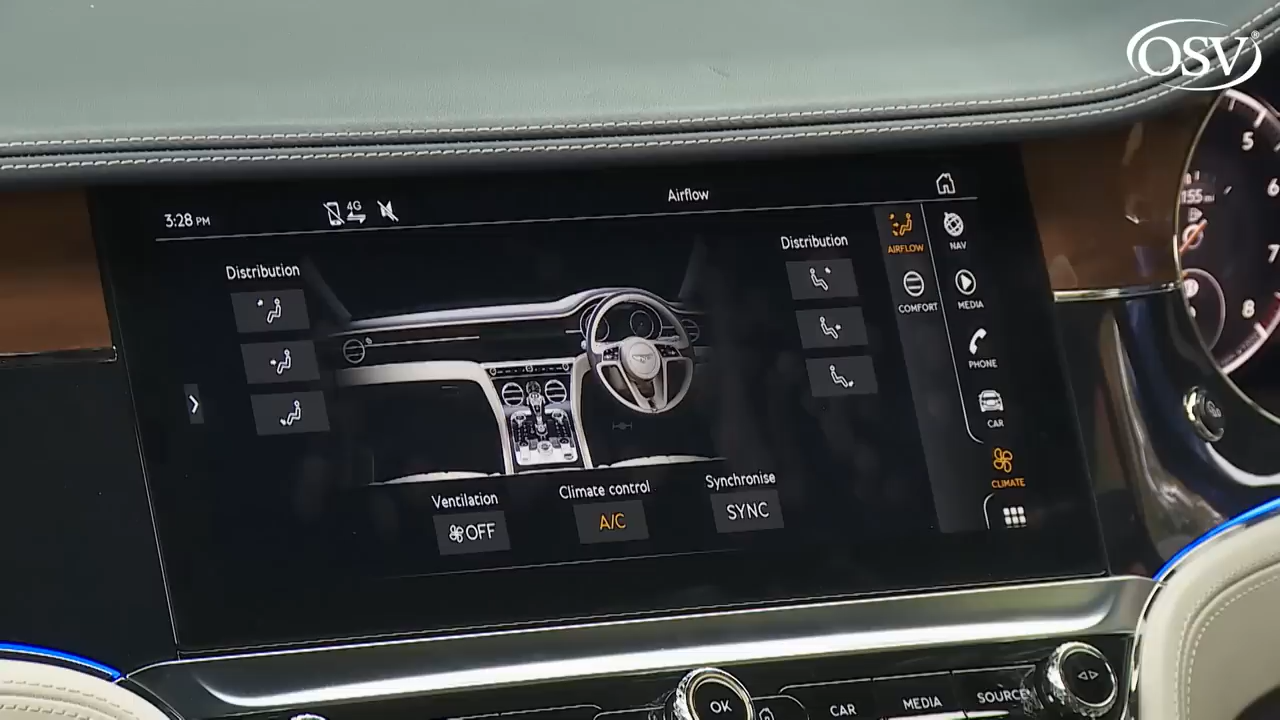 OSV®
3:28 PM
4G
Airflow
Distribution
Distribution
AIRFLOW
NAV
COMFORT
MEDIA
PHONE
CAR
CLIMATE
Ventilation
Climate control
Synchronise
OFF
A/C
SYNC
OK
CAR
MEDIA
SOURCE
5
6
7
8
155